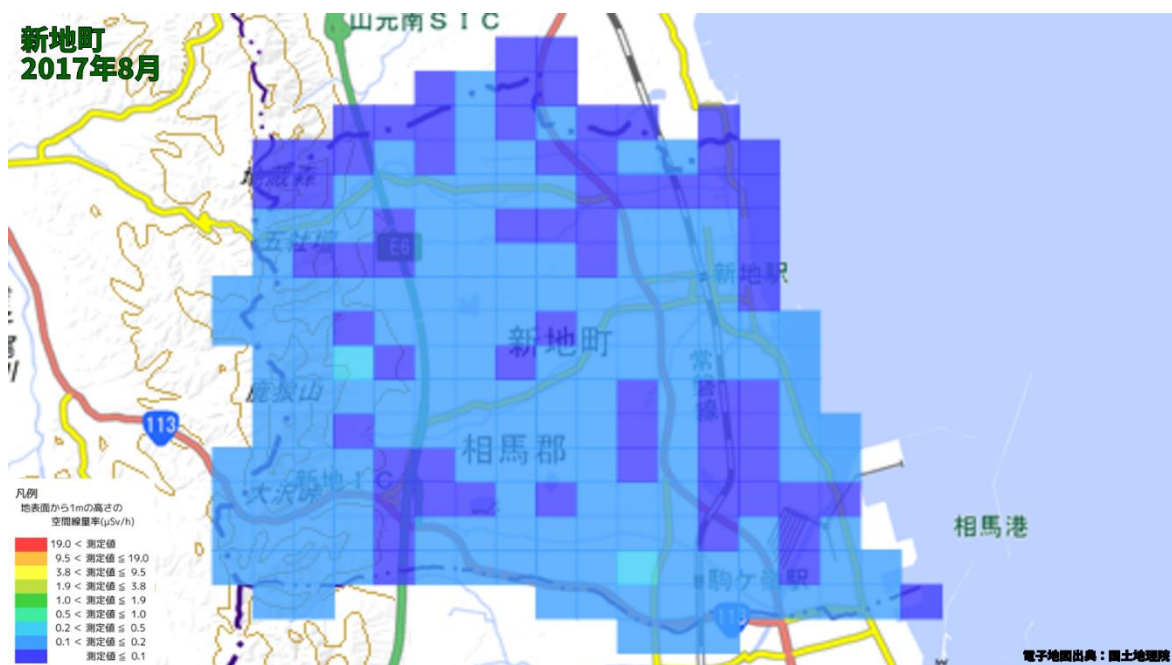 新地町
2017年8月
山元南ＳＩＣ
地蔵森
五社壇
E6
新地駅
新地町
常磐線
鹿狼山
113
相馬郡
新地ＩＣ
大沢峠
相馬港
駒ケ嶺駅
113
凡例
地表面から1mの高さの
空間線量率(μSv/h)
19.0 < 測定値
9.5 < 測定値 ≤ 19.0
3.8 < 測定値 ≤ 9.5
1.9 < 測定値 ≤ 3.8
1.0 < 測定値 ≤ 1.9
0.5 < 測定値 ≤ 1.0
0.2 < 測定値 ≤ 0.5
0.1 < 測定値 ≤ 0.2
測定値 ≤ 0.1
電子地図出典：国土地理院